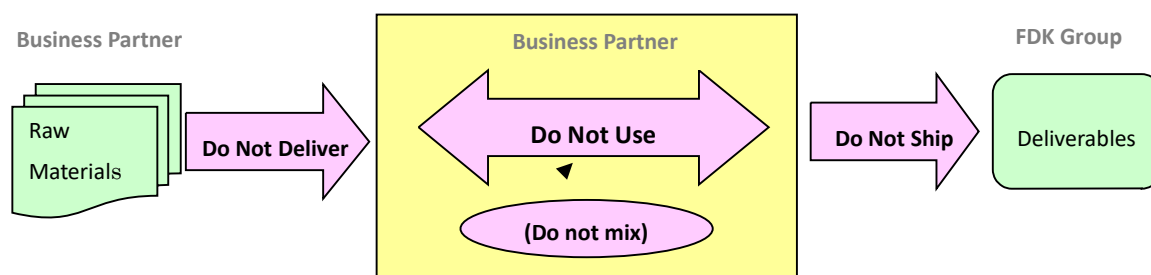 Business Partner
Business Partner
FDK Group
Raw
Materials
Do Not Deliver
Do Not Use
(Do not mix)
Do Not Ship
Deliverables